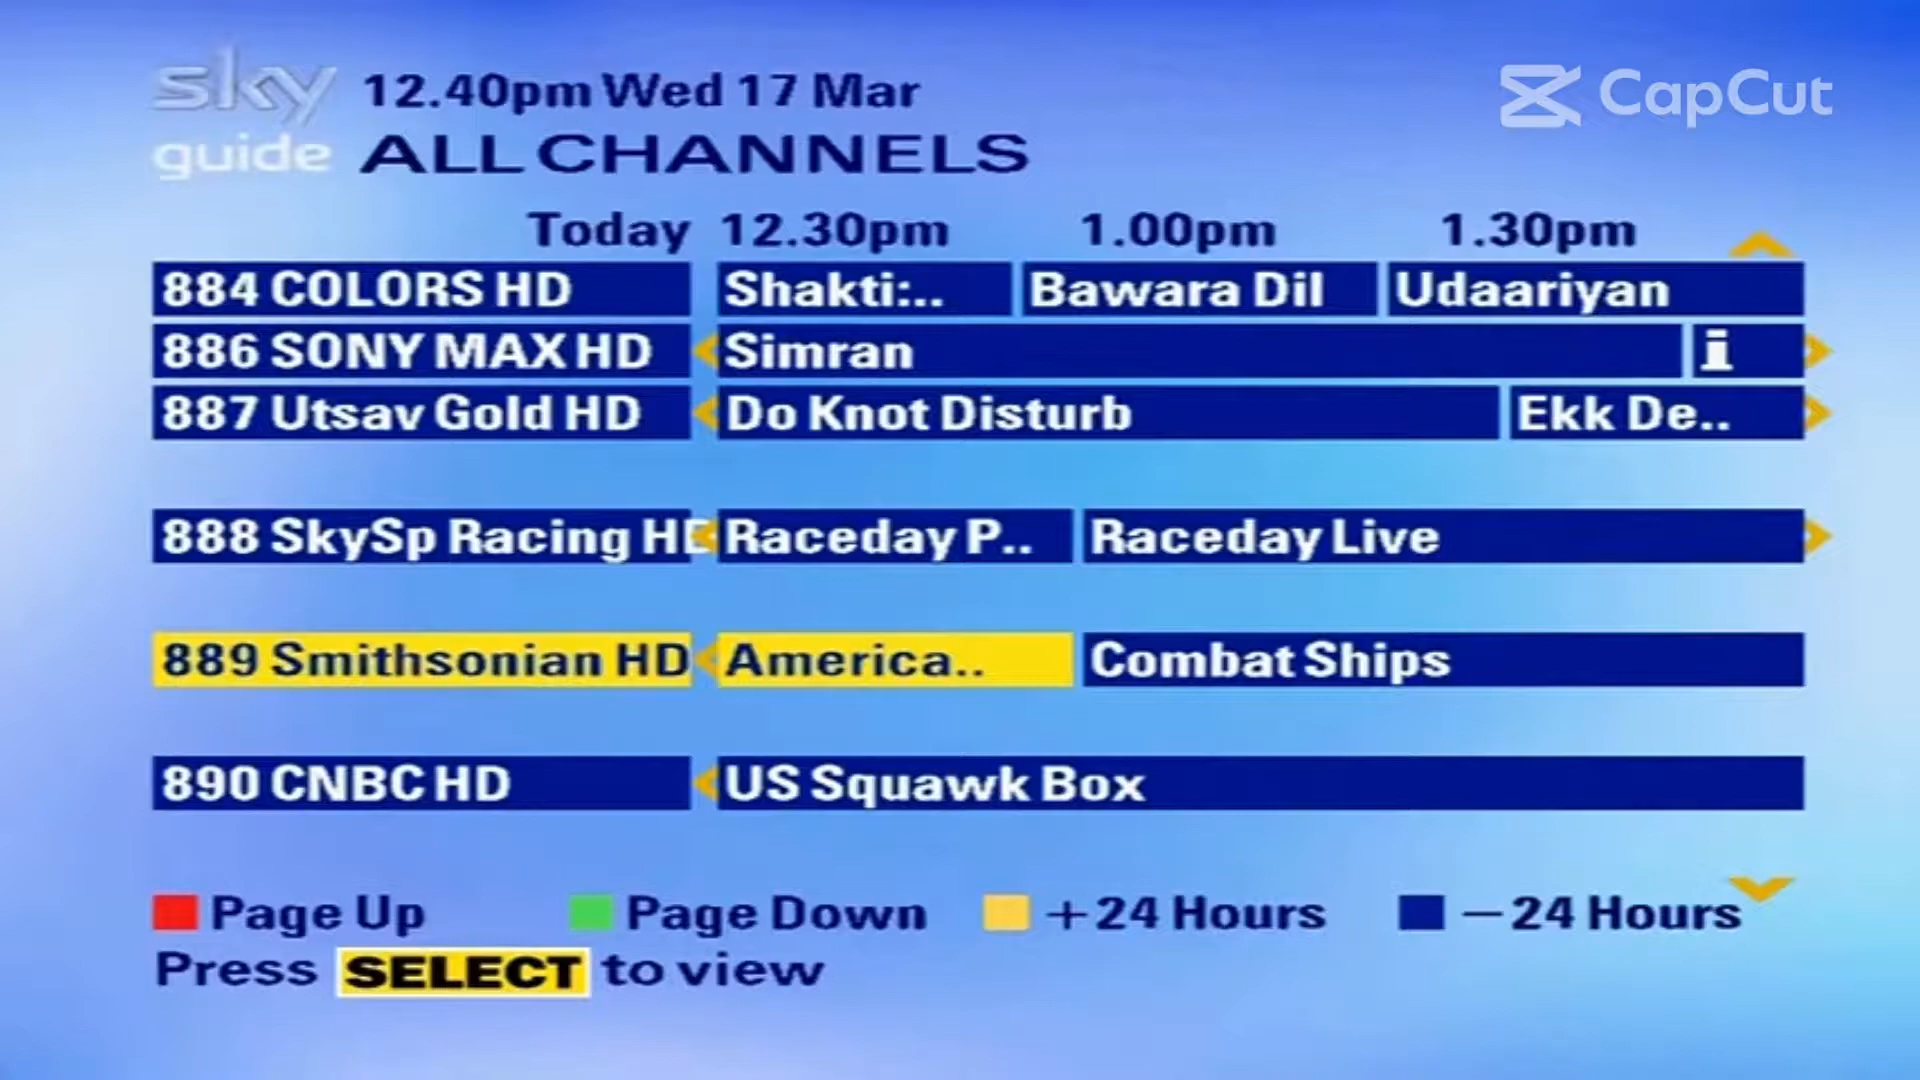 sky guide 12.40pm Wed 17 Mar
CapCut
ALL CHANNELS
Today 12.30pm 1.00pm 1.30pm
884 COLORS HD Shakti:.. Bawara Dil Udaariyan
886 SONY MAX HD Simran i
887 Utsav Gold HD Do Knot Disturb Ekk De..
888 SkySp Racing HD Raceday P.. Raceday Live
889 Smithsonian HD America.. Combat Ships
890 CNBC HD US Squawk Box
Page Up Page Down +24 Hours −24 Hours
Press SELECT to view